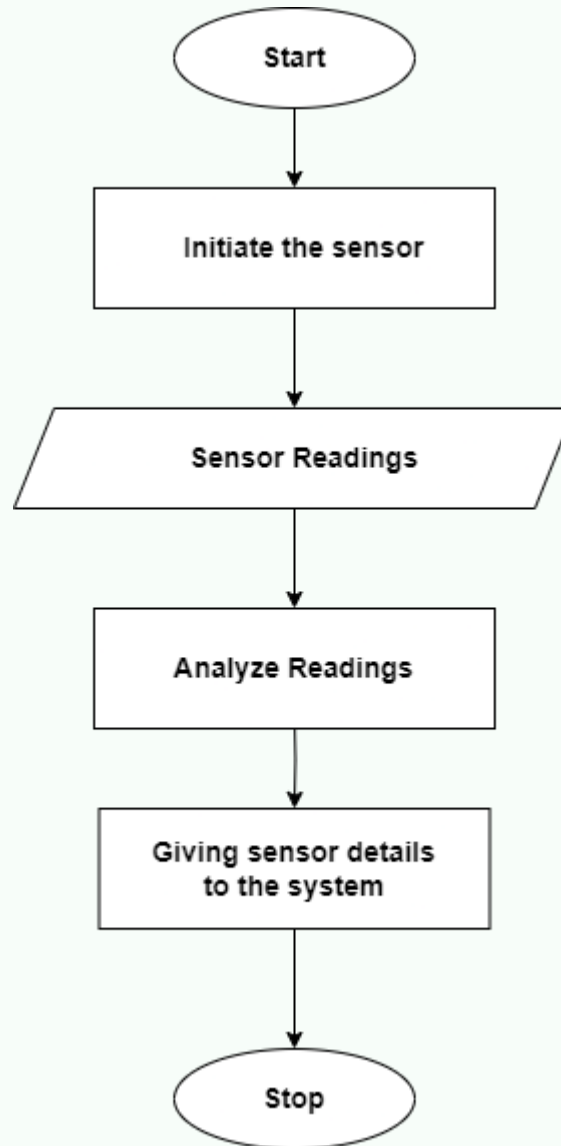 Start
Initiate the sensor
Sensor Readings
Analyze Readings
Giving sensor details
to the system
Stop